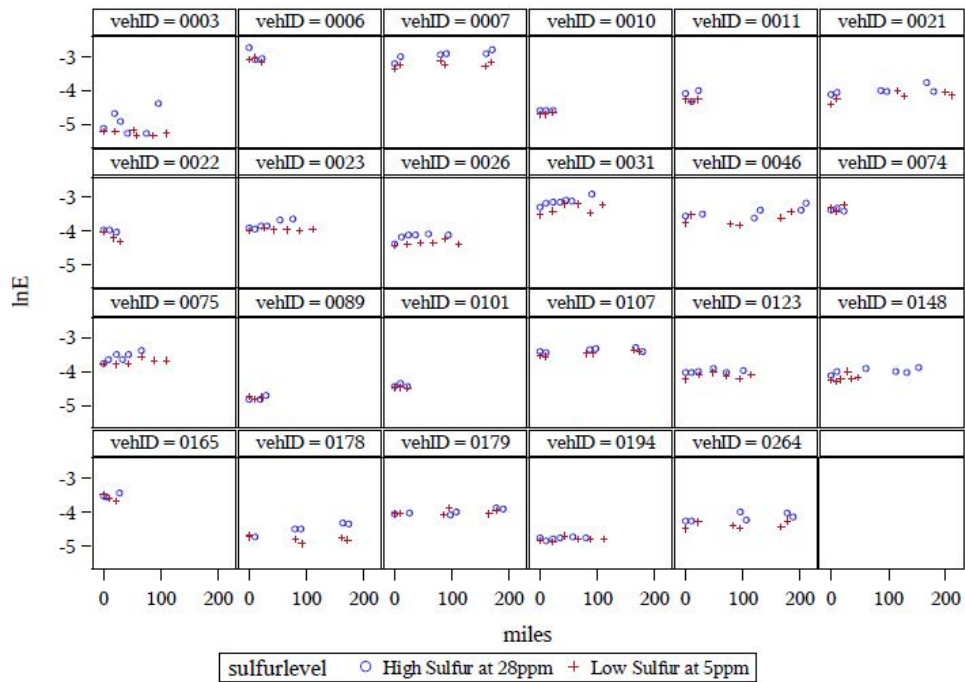 vehID = 0003 vehID = 0006 vehID = 0007 vehID = 0010 vehID = 0011 vehID = 0021
-3
-4
-5
vehID = 0022 vehID = 0023 vehID = 0026 vehID = 0031 vehID = 0046 vehID = 0074
-3
-4
-5
lnE
vehID = 0075 vehID = 0089 vehID = 0101 vehID = 0107 vehID = 0123 vehID = 0148
-3
-4
-5
vehID = 0165 vehID = 0178 vehID = 0179 vehID = 0194 vehID = 0264
-3
-4
-5
0 100 200 0 100 200 0 100 200 0 100 200 0 100 200 0 100 200
miles
sulfurlevel High Sulfur at 28ppm Low Sulfur at 5ppm